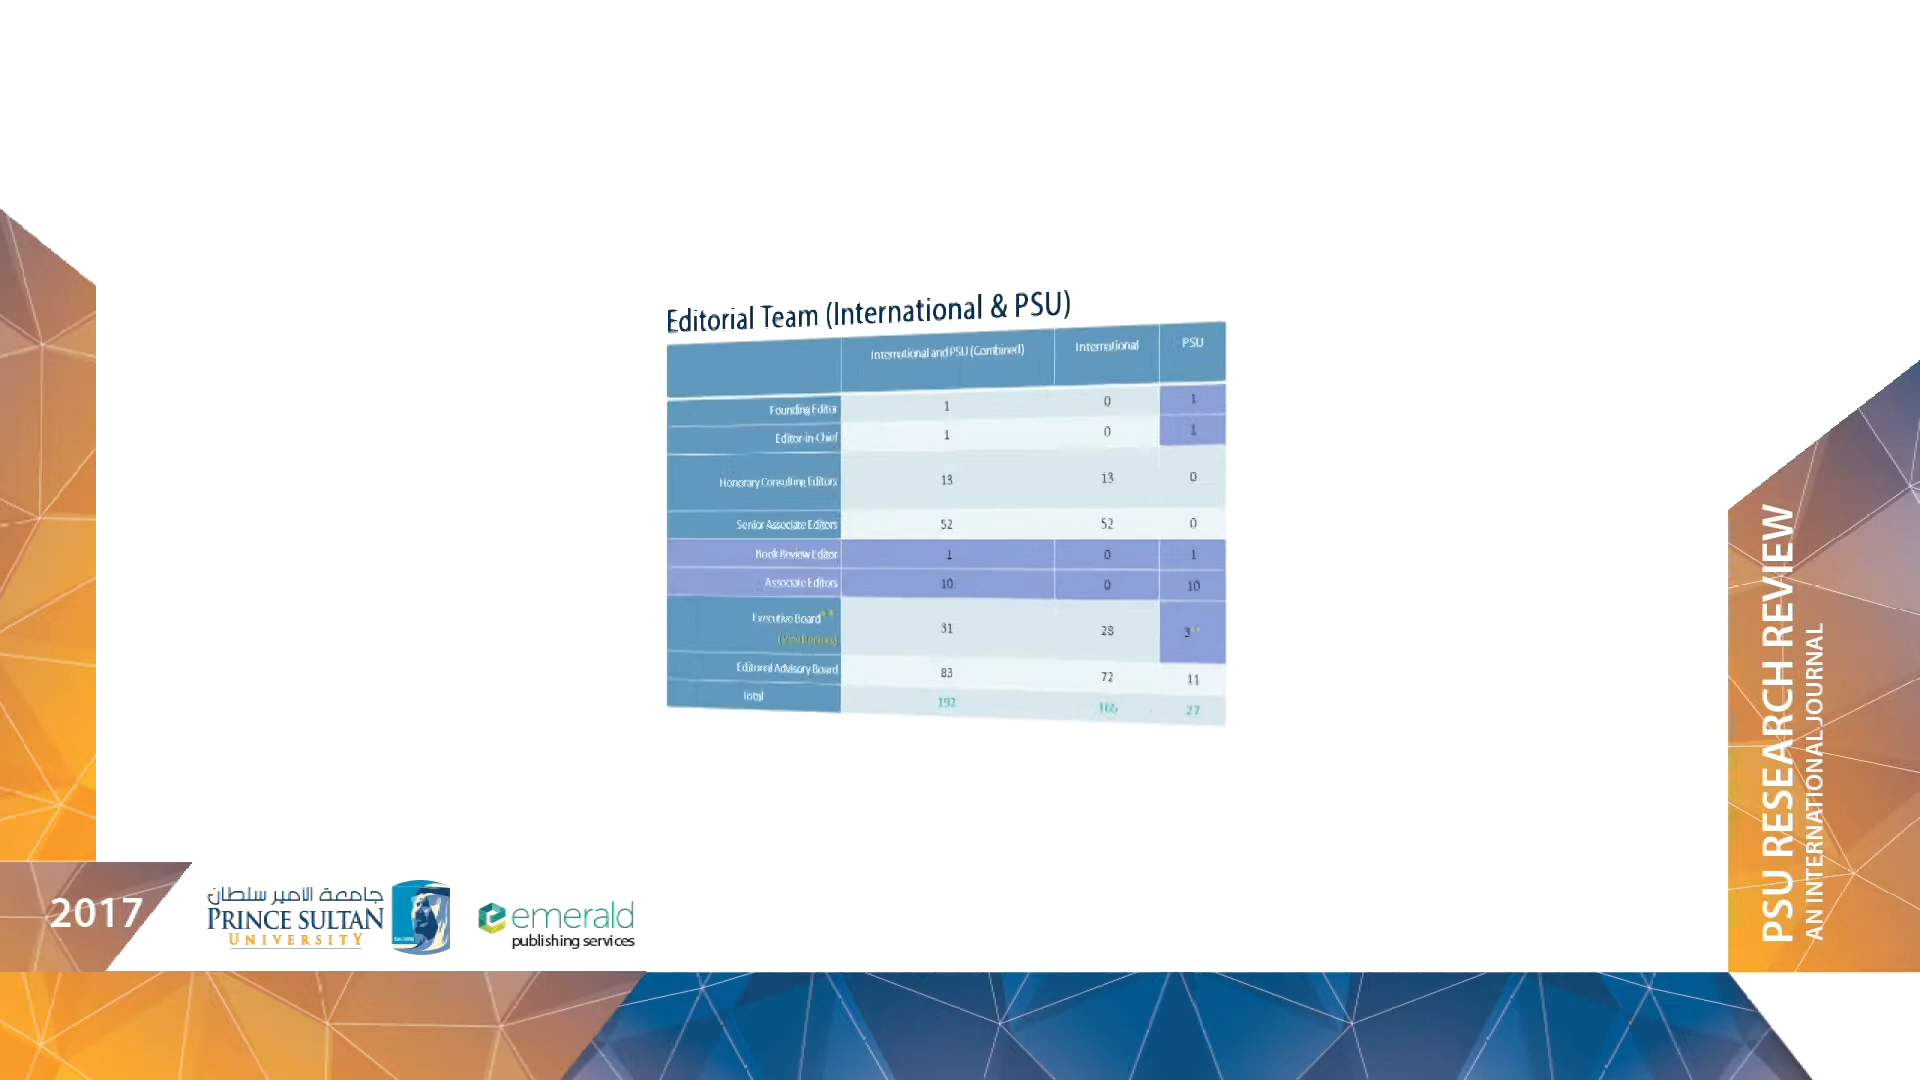 Editorial Team (International & PSU)
International and PSU (Combined) International PSU
Founding Editor 1 0 1
Editor-in-Chief 1 0 1
Honorary Consulting Editors 13 13 0
Senior Associate Editors 52 52 0
Book Review Editor 1 0 1
Associate Editors 10 0 10
Executive Board** 31 28 3**
Editorial Advisory Board 83 72 11
Total 192 165 27
PSU RESEARCH REVIEW
AN INTERNATIONAL JOURNAL
2017
جامعة الأمير سلطان
PRINCE SULTAN
UNIVERSITY
emerald
publishing services